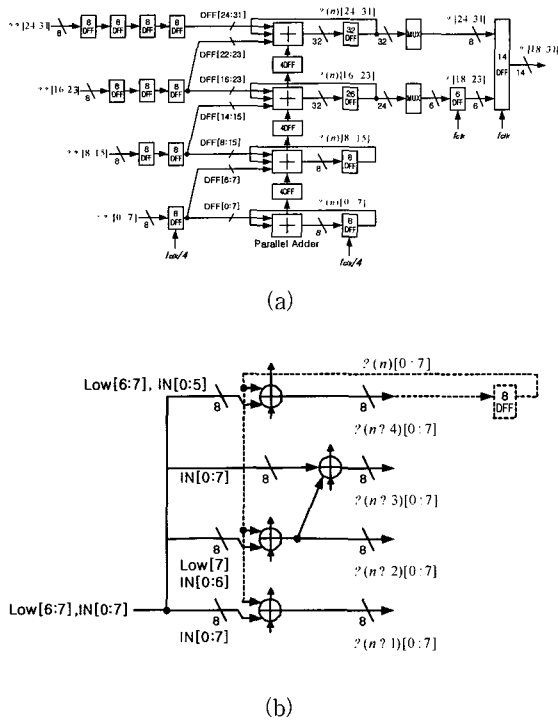 ? ?[24:31]
8
8 DFF
8 DFF
8 DFF
8 DFF
DFF[24:31]
DFF[22:23]
?(n)[24:31]
32
32 DFF
32
MUX
?[24:31]
8
14 DFF
?[18:31]
14
4DFF
? ?[16:23]
8
8 DFF
8 DFF
8 DFF
DFF[16:23]
DFF[14:15]
?(n)[16:23]
32
26 DFF
24
MUX
6
?[18:23]
6 DFF
6
fclk
fclk
4DFF
? ?[8:15]
8
8 DFF
8 DFF
DFF[8:15]
DFF[6:7]
?(n)[8:15]
8
8 DFF
4DFF
? ?[0:7]
8
8 DFF
DFF[0:7]
?(n)[0:7]
8
8 DFF
Parallel Adder
fclk/4
fclk/4
(a)
?(n)[0:7]
Low[6:7], IN[0:5]
8
8
8 DFF
?(n?4)[0:7]
IN[0:7]
8
8
?(n?3)[0:7]
8
8
Low[7]
IN[0:6]
?(n?2)[0:7]
Low[6:7],IN[0:7]
8
8
IN[0:7]
?(n?1)[0:7]
(b)